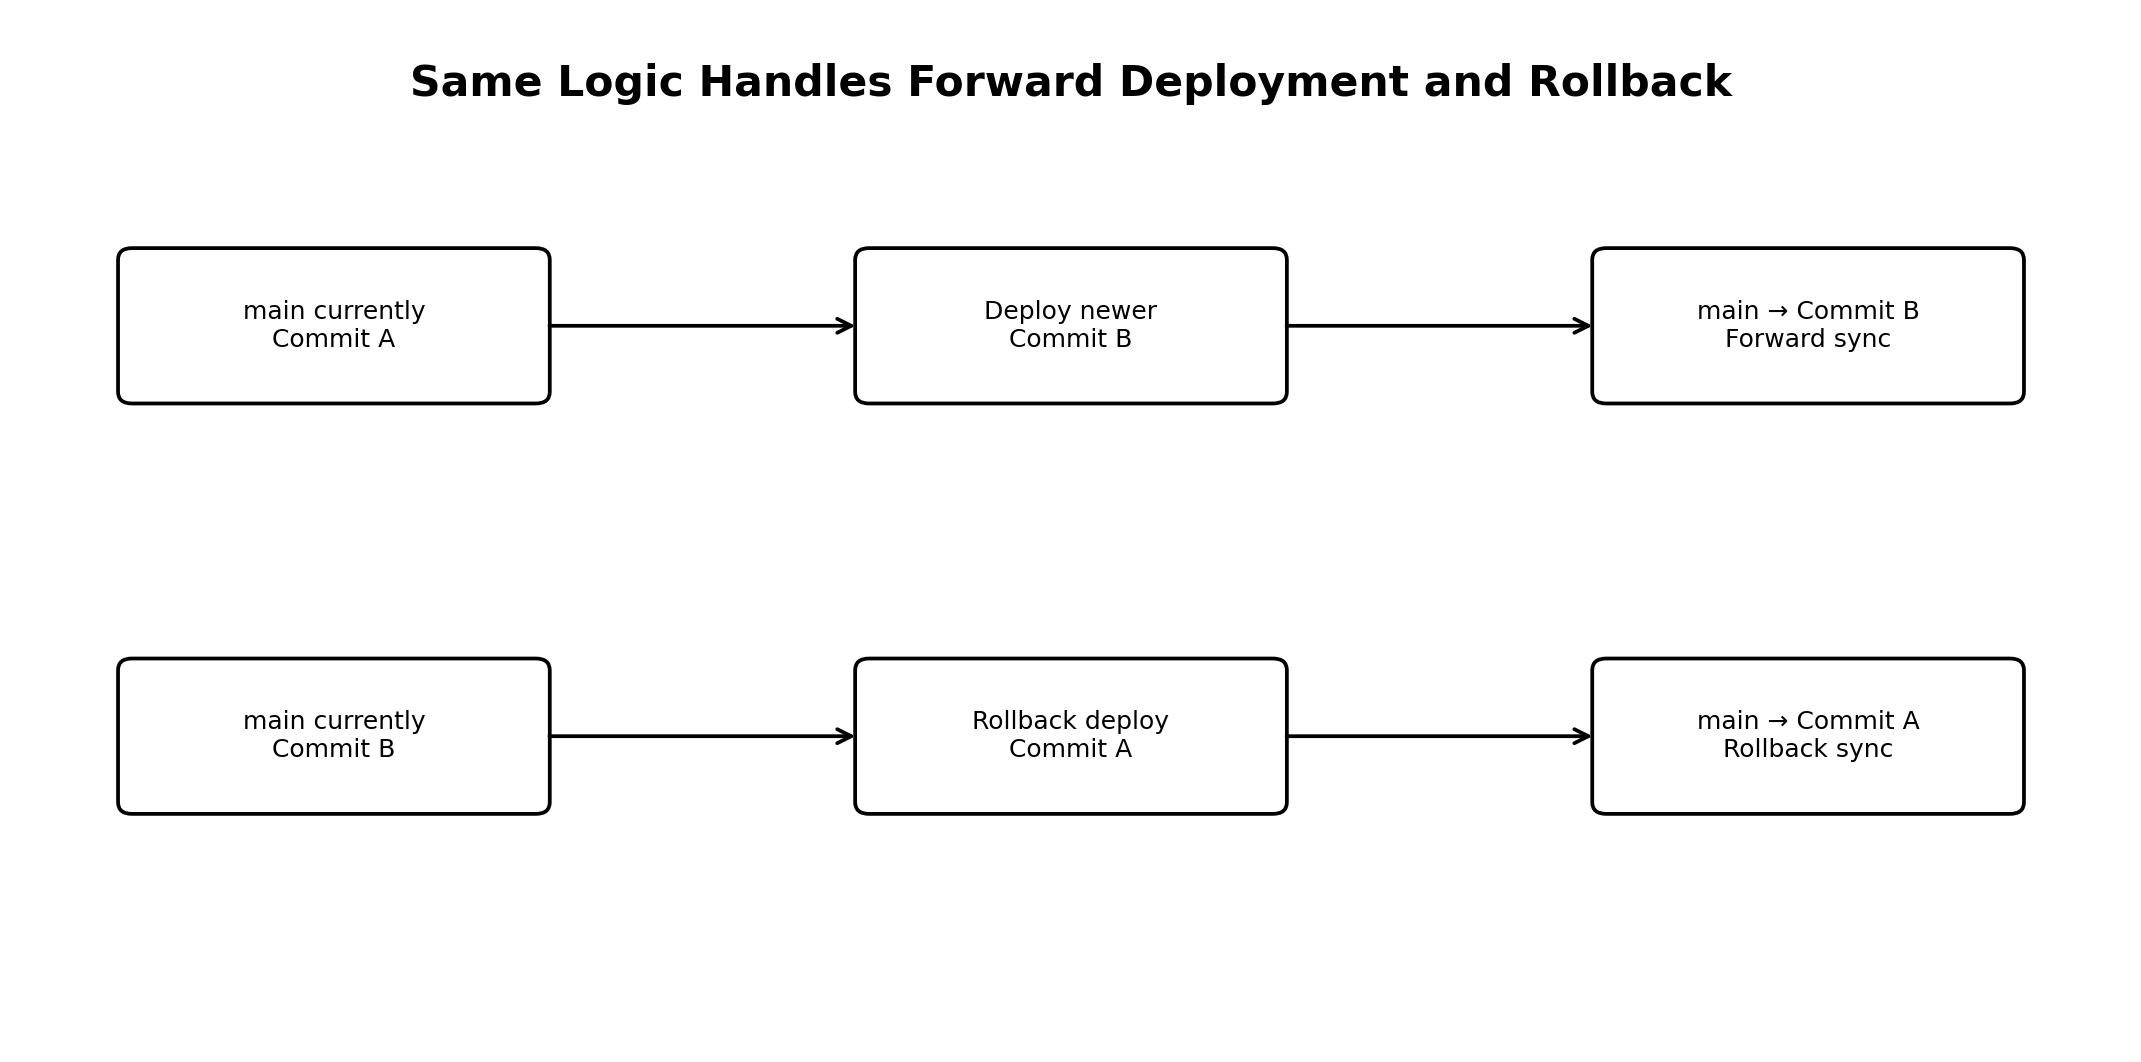 Same Logic Handles Forward Deployment and Rollback
main currently
Commit A
Deploy newer
Commit B
main → Commit B
Forward sync
main currently
Commit B
Rollback deploy
Commit A
main → Commit A
Rollback sync